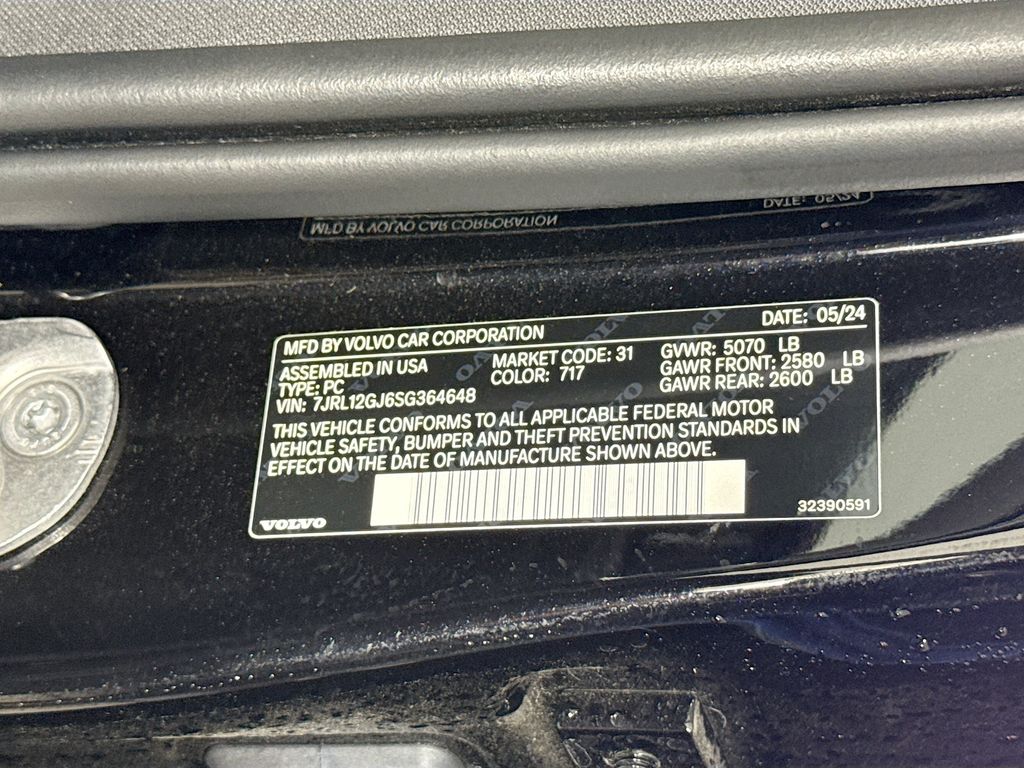 MFD BY VOLVO CAR CORPORATION DATE: 05/24
ASSEMBLED IN USA MARKET CODE: 31 GVWR: 5070 LB
TYPE: PC COLOR: 717 GAWR FRONT: 2580 LB
VIN: 7JRL12GJ6SG364648 GAWR REAR: 2600 LB
THIS VEHICLE CONFORMS TO ALL APPLICABLE FEDERAL MOTOR
VEHICLE SAFETY, BUMPER AND THEFT PREVENTION STANDARDS IN
EFFECT ON THE DATE OF MANUFACTURE SHOWN ABOVE.
VOLVO 32390591